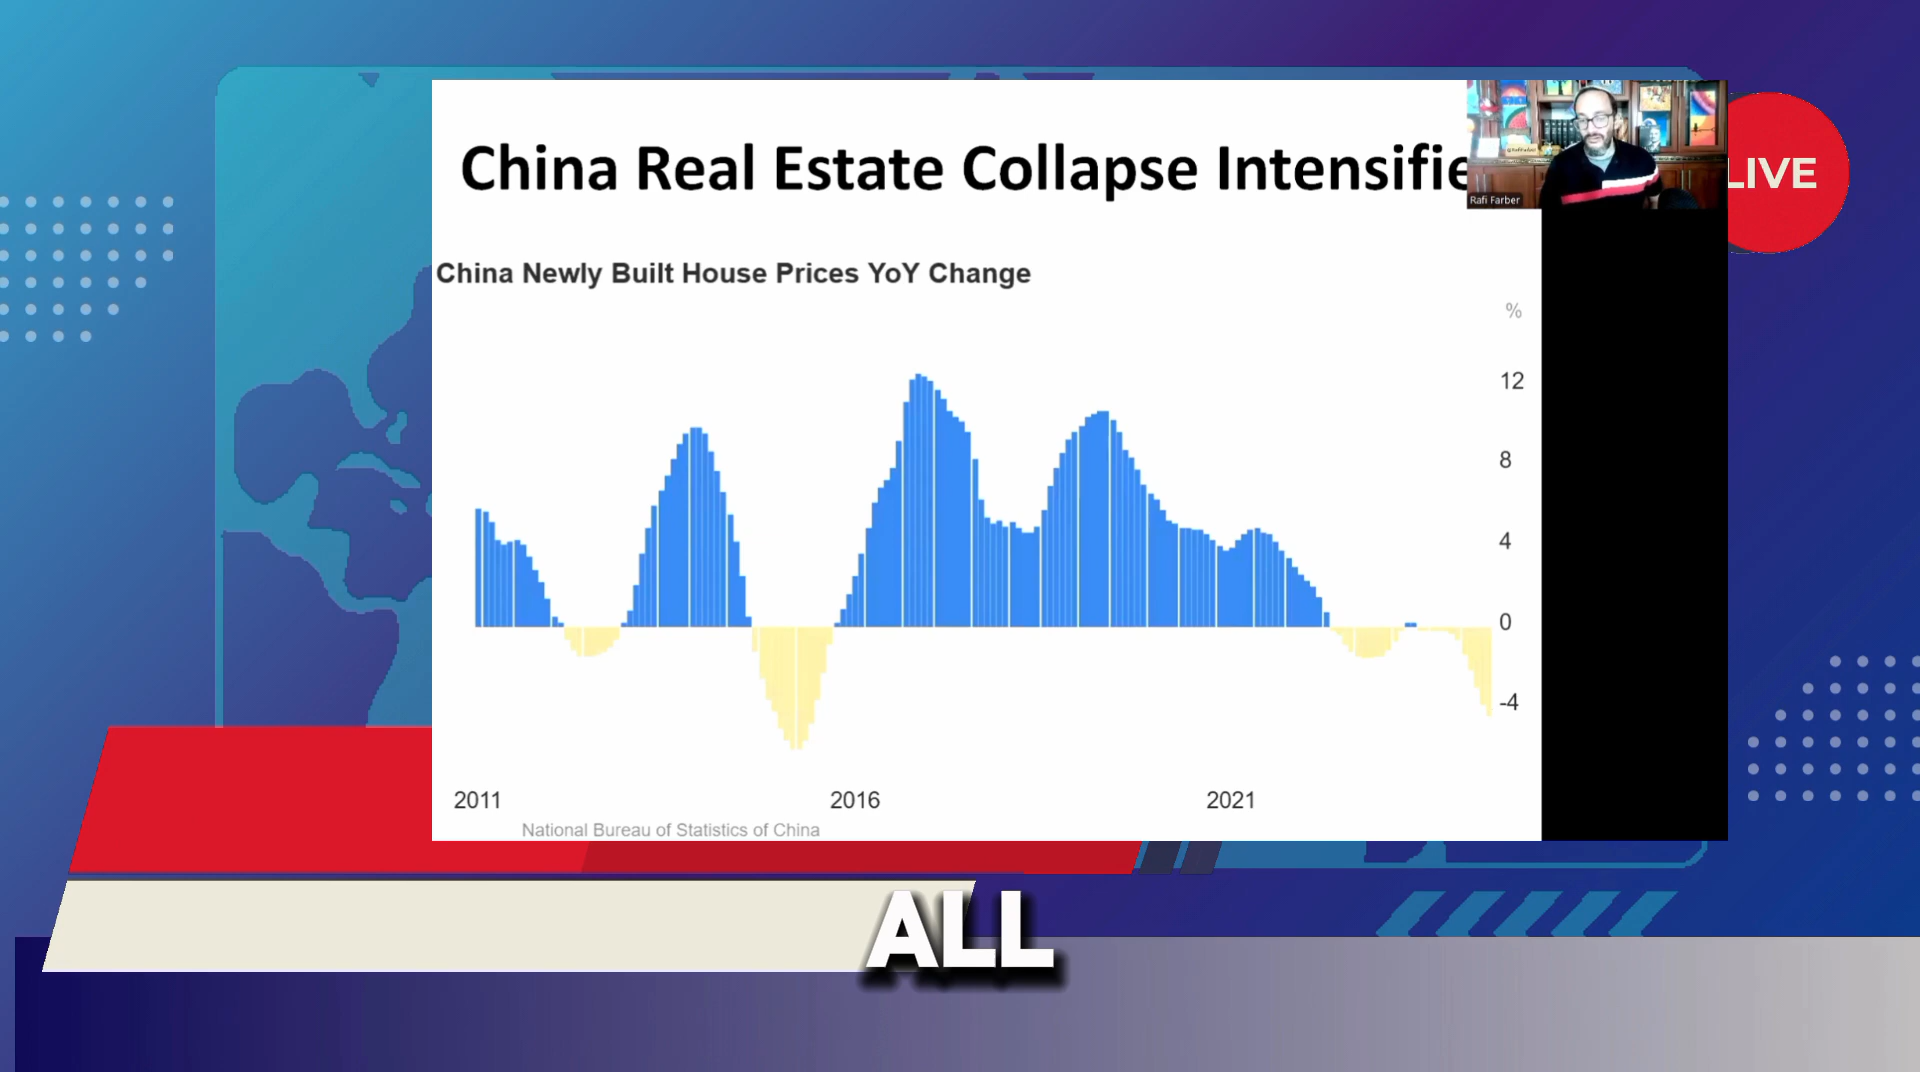 China Real Estate Collapse Intensifie
Rafi Farber
LIVE
China Newly Built House Prices YoY Change
%
12
8
4
0
-4
2011
2016
2021
National Bureau of Statistics of China
ALL